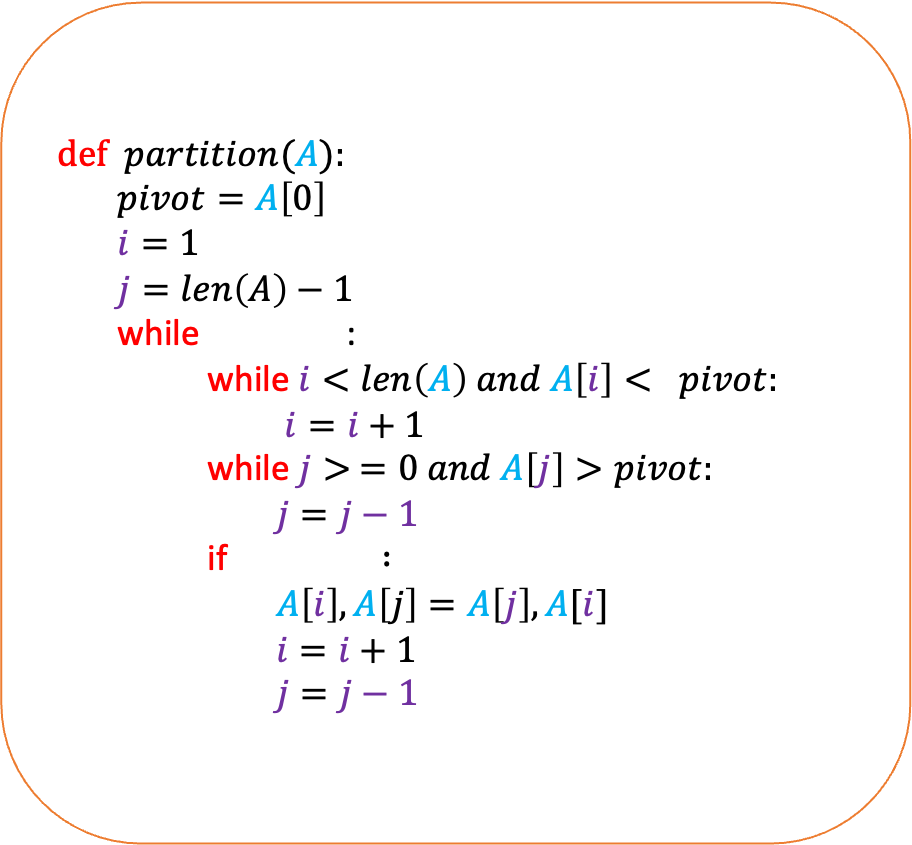 def partition(A):
pivot = A[0]
i = 1
j = len(A) − 1
while :
while i < len(A) and A[i] < pivot:
i = i + 1
while j >= 0 and A[j] > pivot:
j = j − 1
if :
A[i], A[j] = A[j], A[i]
i = i + 1
j = j − 1